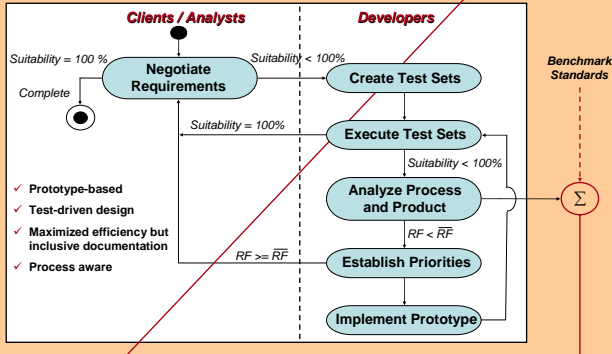 Clients / Analysts
Developers
Suitability = 100 %
Negotiate
Requirements
Suitability < 100%
Create Test Sets
Complete
Suitability = 100%
Execute Test Sets
Suitability < 100%
Analyze Process
and Product
RF < R̅F̅
RF >= R̅F̅
Establish Priorities
Implement Prototype
✓ Prototype-based
✓ Test-driven design
✓ Maximized efficiency but
inclusive documentation
✓ Process aware
Benchmark
Standards
Σ